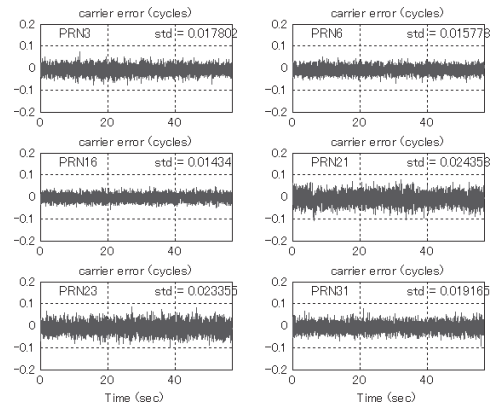 carrier error (cycles)
0.2
PRN3 std = 0.017802
0.1
0
-0.1
-0.2
0 20 40
carrier error (cycles)
0.2
PRN6 std = 0.015778
0.1
0
-0.1
-0.2
0 20 40
carrier error (cycles)
0.2
PRN16 std = 0.01434
0.1
0
-0.1
-0.2
0 20 40
carrier error (cycles)
0.2
PRN21 std = 0.024358
0.1
0
-0.1
-0.2
0 20 40
carrier error (cycles)
0.2
PRN23 std = 0.023355
0.1
0
-0.1
-0.2
0 20 40
Time (sec)
carrier error (cycles)
0.2
PRN31 std = 0.019165
0.1
0
-0.1
-0.2
0 20 40
Time (sec)